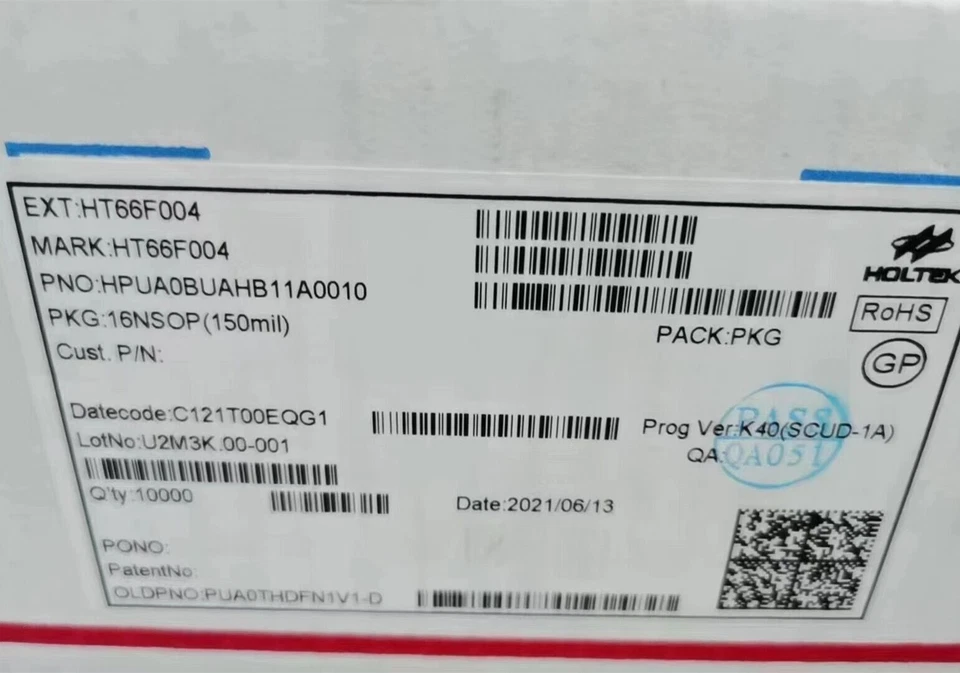 EXT:HT66F004
MARK:HT66F004
PNO:HPUA0BUAHB11A0010
PKG:16NSOP(150mil)
Cust. P/N:
PACK:PKG
HOLTEK
RoHS
GP
Datecode:C121T00EQG1
LotNo:U2M3K.00-001
Prog Ver:K40(SCUD-1A)
PASS
QA:
QA051
Q'ty:10000
Date:2021/06/13
PONO:
PatentNo:
OLDPNO:PUA0THDFN1V1-D